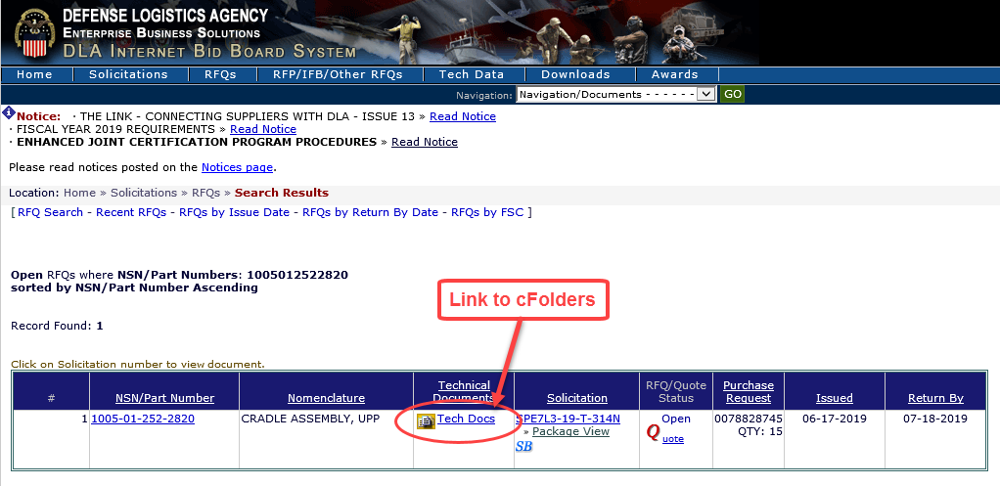 DEFENSE LOGISTICS AGENCY
ENTERPRISE BUSINESS SOLUTIONS
DLA INTERNET BID BOARD SYSTEM
Home Solicitations RFQs RFP/IFB/Other RFQs Tech Data Downloads Awards
Navigation: Navigation/Documents - - - - - - GO
Notice: · THE LINK - CONNECTING SUPPLIERS WITH DLA - ISSUE 13 » Read Notice
· FISCAL YEAR 2019 REQUIREMENTS » Read Notice
· ENHANCED JOINT CERTIFICATION PROGRAM PROCEDURES » Read Notice
Please read notices posted on the Notices page.
Location: Home » Solicitations » RFQs » Search Results
[ RFQ Search - Recent RFQs - RFQs by Issue Date - RFQs by Return By Date - RFQs by FSC ]
Open RFQs where NSN/Part Numbers: 1005012522820
sorted by NSN/Part Number Ascending
Link to cFolders
Record Found: 1
Click on Solicitation number to view document.
# NSN/Part Number Nomenclature Technical Documents Solicitation RFQ/Quote Status Purchase Request Issued Return By
1 1005-01-252-2820 CRADLE ASSEMBLY, UPP Tech Docs SPE7L3-19-T-314N Open 0078828745 06-17-2019 07-18-2019
» Package View Quote QTY: 15
SB